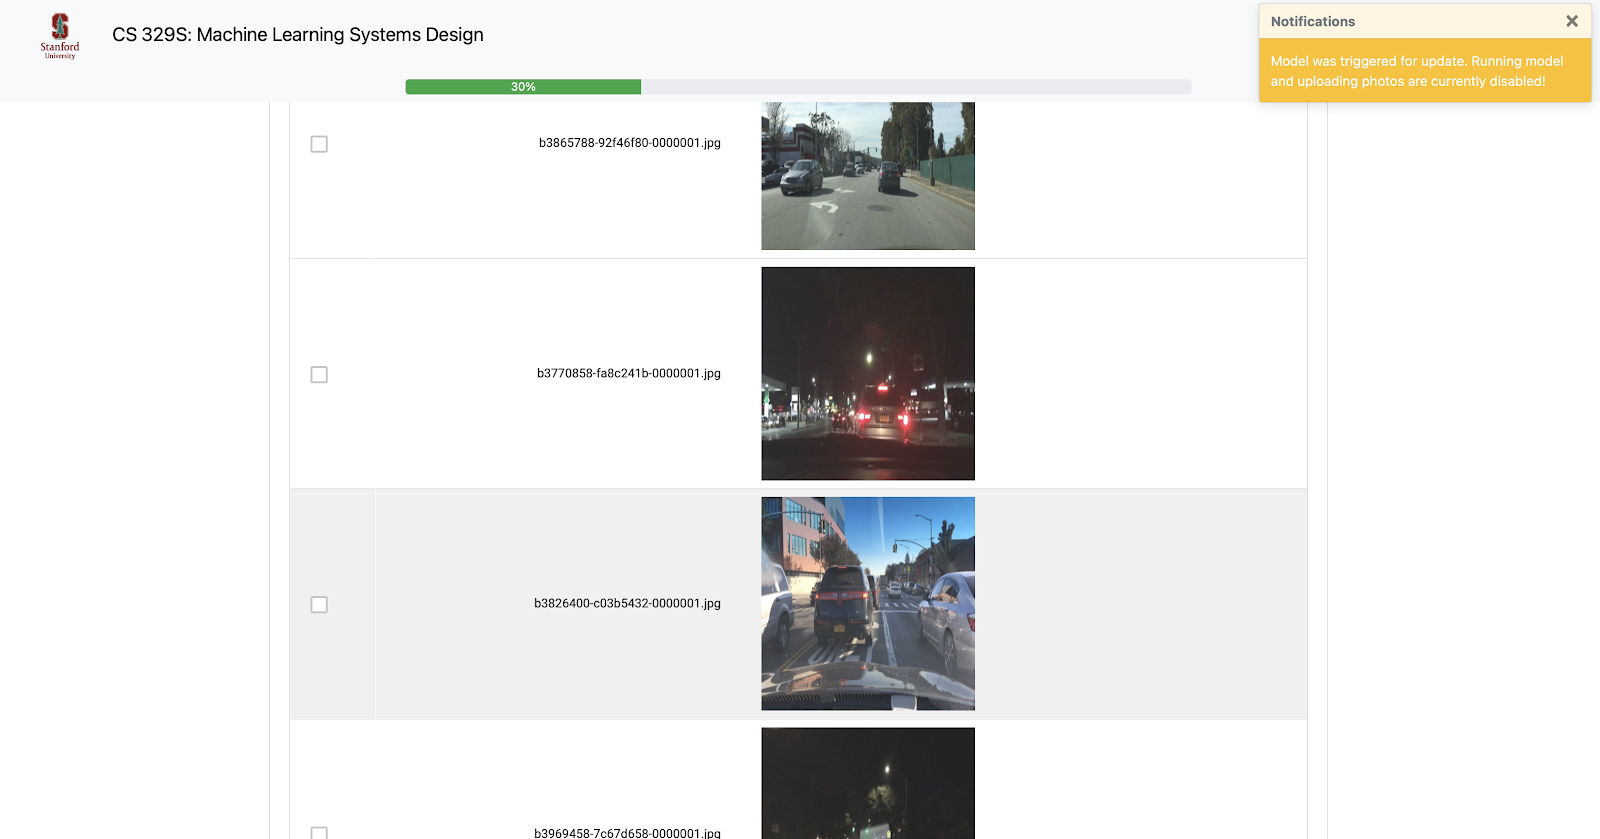 Stanford
University
CS 329S: Machine Learning Systems Design
Notifications
Model was triggered for update. Running model
and uploading photos are currently disabled!
30%
b3865788-92f46f80-0000001.jpg
b3770858-fa8c241b-0000001.jpg
b3826400-c03b5432-0000001.jpg
b3969458-7c67d658-0000001.jpg